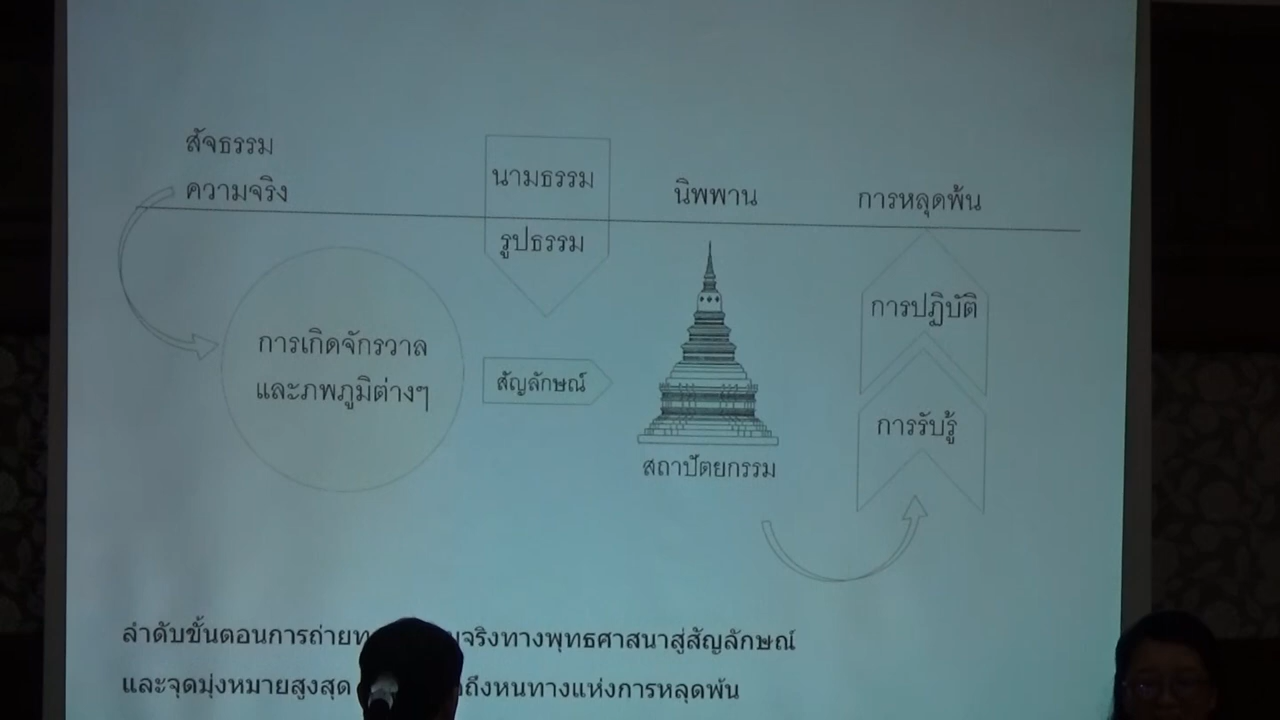 สัจธรรม
ความจริง
นามธรรม
รูปธรรม
นิพพาน
การหลุดพ้น
การเกิดจักรวาล
และภพภูมิต่างๆ
สัญลักษณ์
สถาปัตยกรรม
การปฏิบัติ
การรับรู้
ลำดับขั้นตอนการถ่าย จริงทางพุทธศาสนาสู่สัญลักษณ์
และจุดมุ่งหมายสูงสุด ถึงหนทางแห่งการหลุดพ้น